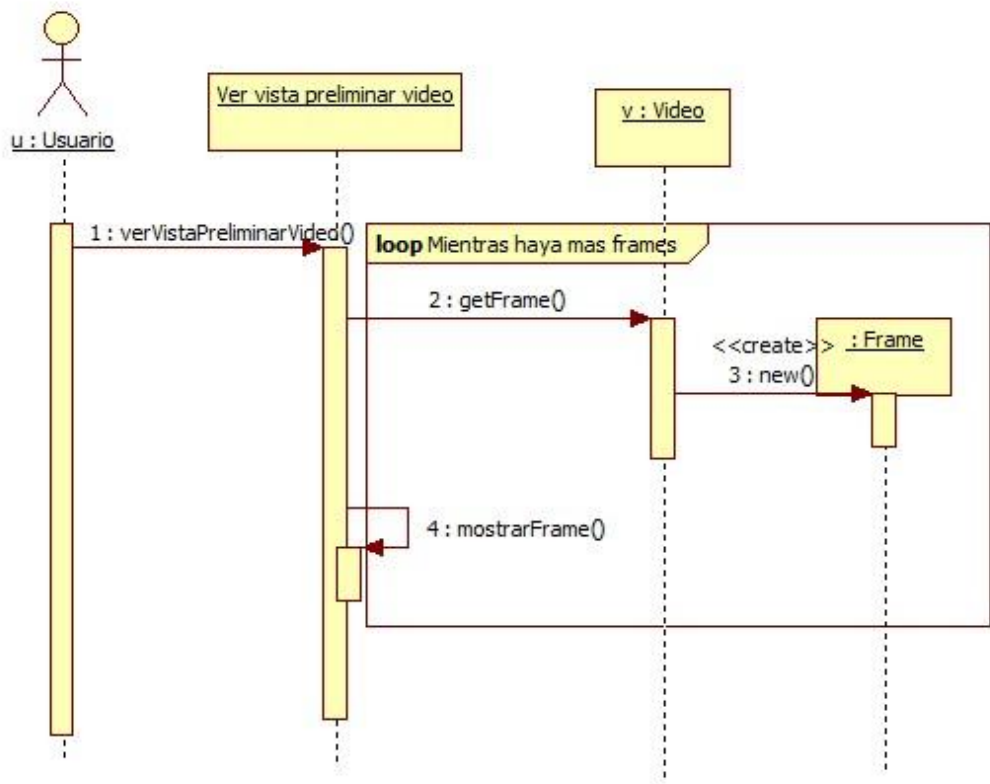 u : Usuario
Ver vista preliminar video
v : Video
1 : verVistaPreliminarVideo()
loop Mientras haya mas frames
2 : getFrame()
<<create>>
: Frame
3 : new()
4 : mostrarFrame()